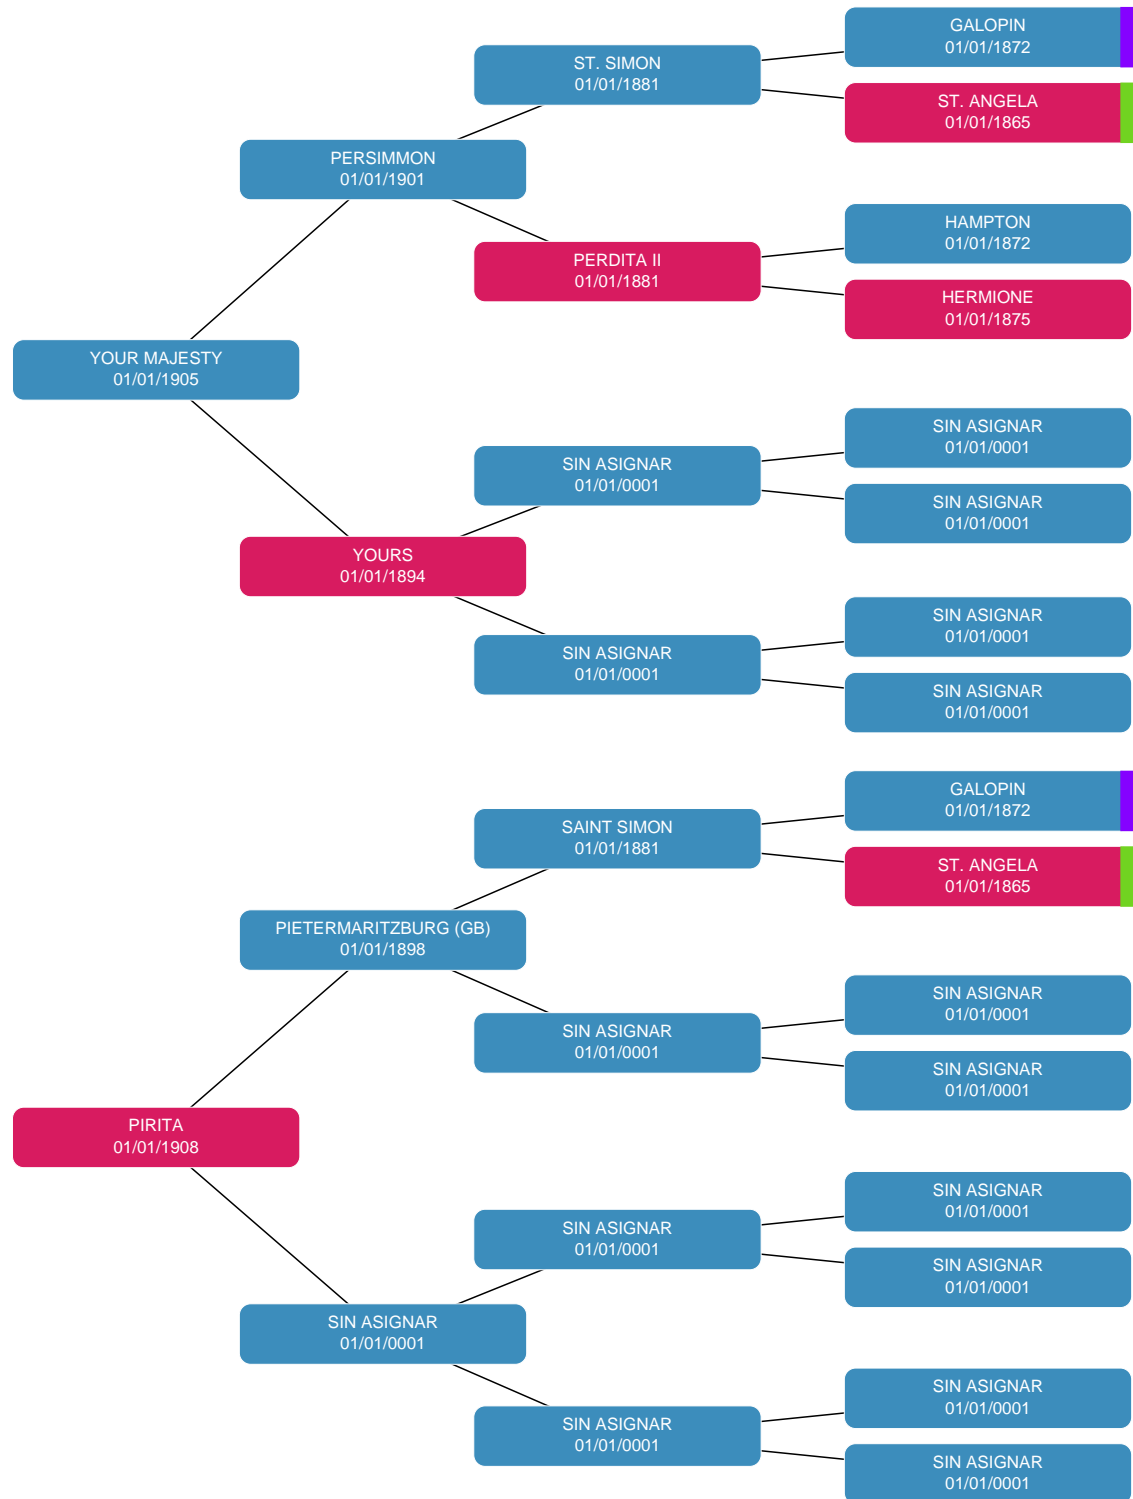 GALOPIN
01/01/1872
ST. SIMON
01/01/1881
ST. ANGELA
01/01/1865
PERSIMMON
01/01/1901
HAMPTON
01/01/1872
PERDITA II
01/01/1881
HERMIONE
01/01/1875
YOUR MAJESTY
01/01/1905
SIN ASIGNAR
01/01/0001
SIN ASIGNAR
01/01/0001
SIN ASIGNAR
01/01/0001
YOURS
01/01/1894
SIN ASIGNAR
01/01/0001
SIN ASIGNAR
01/01/0001
SIN ASIGNAR
01/01/0001
GALOPIN
01/01/1872
SAINT SIMON
01/01/1881
ST. ANGELA
01/01/1865
PIETERMARITZBURG (GB)
01/01/1898
SIN ASIGNAR
01/01/0001
SIN ASIGNAR
01/01/0001
SIN ASIGNAR
01/01/0001
PIRITA
01/01/1908
SIN ASIGNAR
01/01/0001
SIN ASIGNAR
01/01/0001
SIN ASIGNAR
01/01/0001
SIN ASIGNAR
01/01/0001
SIN ASIGNAR
01/01/0001
SIN ASIGNAR
01/01/0001
SIN ASIGNAR
01/01/0001